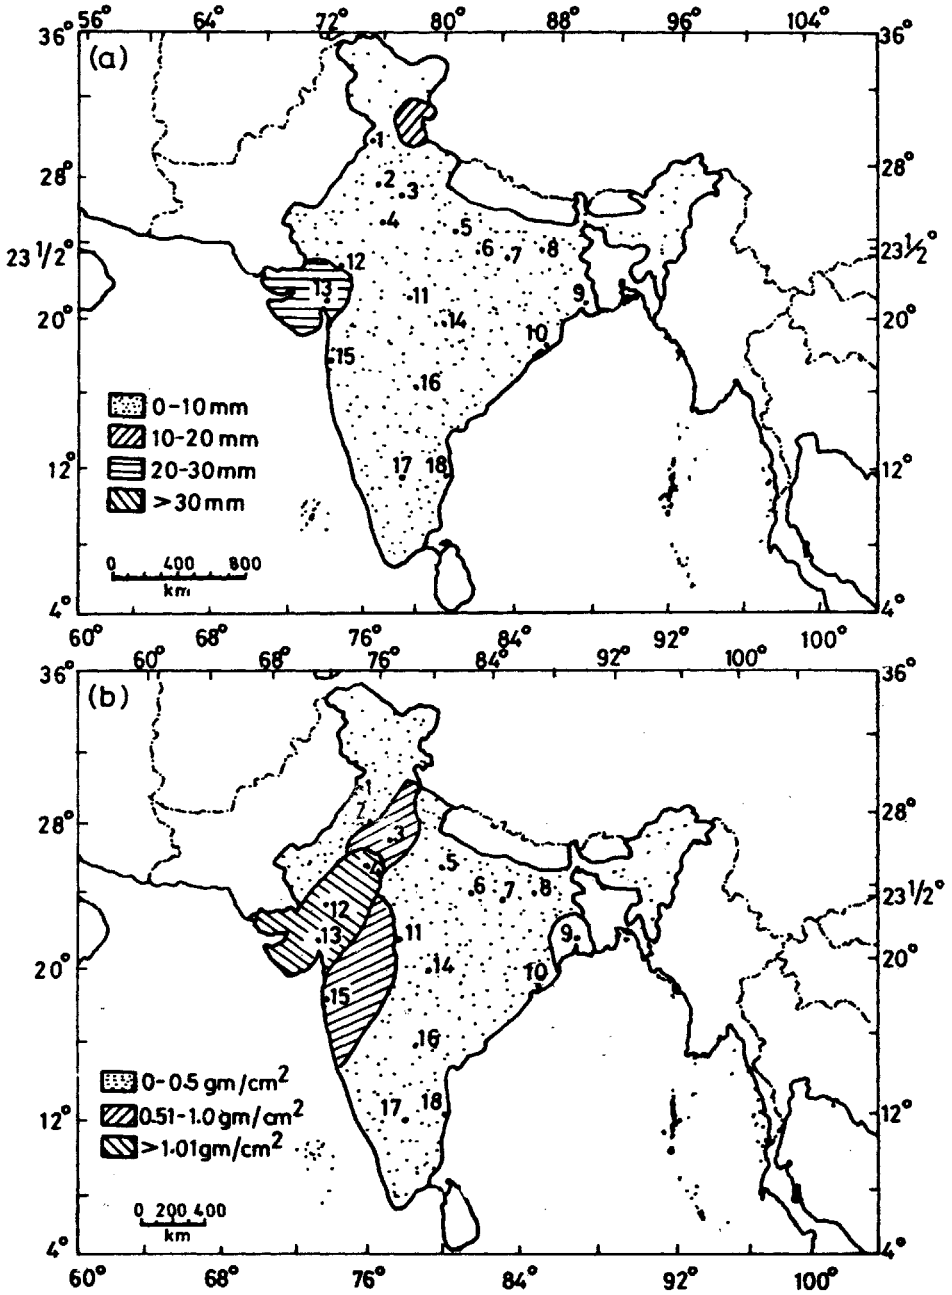 56° 64° 72° 80° 88° 96° 104°
36° (a) 36°
1
28° 2 3 28°
4 5
6 7 8
23 1/2° 12 23½°
13 11 9
20° 14 10 20°
15
16
0-10 mm
10-20 mm
12° 17 18 12°
20-30 mm
>30 mm
0 400 800
km
4° 4°
60° 68° 76° 84° 92° 100°
60° 68° 76° 84° 92° 100°
36° (b) 36°
1
28° 2 3 28°
4 5
6 7 8
12 23 1/2°
13 11 9
20° 14 10 20°
15
16
0-0.5 gm/cm²
0.51-1.0 gm/cm²
12° 17 18 12°
>1.01 gm/cm²
0 200 400
km
4° 4°
60° 68° 76° 84° 92° 100°